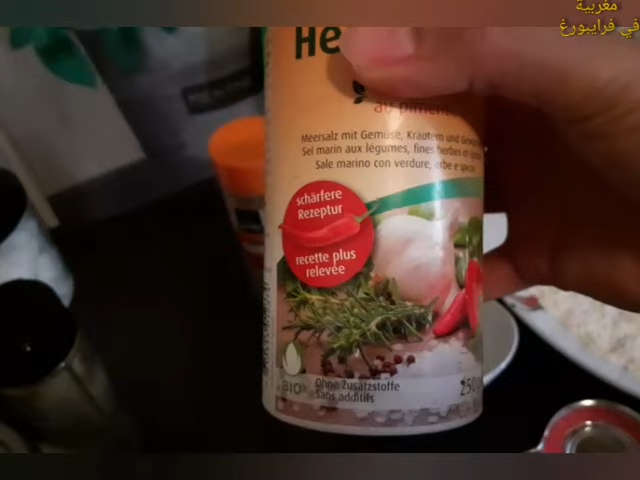 مغربية
في فرايبورغ
He
au piment
Meersalz mit Gemüse, Kräutern und
Sel marin aux légumes, fines herbes et
Sale marino con verdure, erbe e spezie
schärfere
Rezeptur
recette plus
relevée
BIO
Ohne Zusatzstoffe
Sans additifs
250